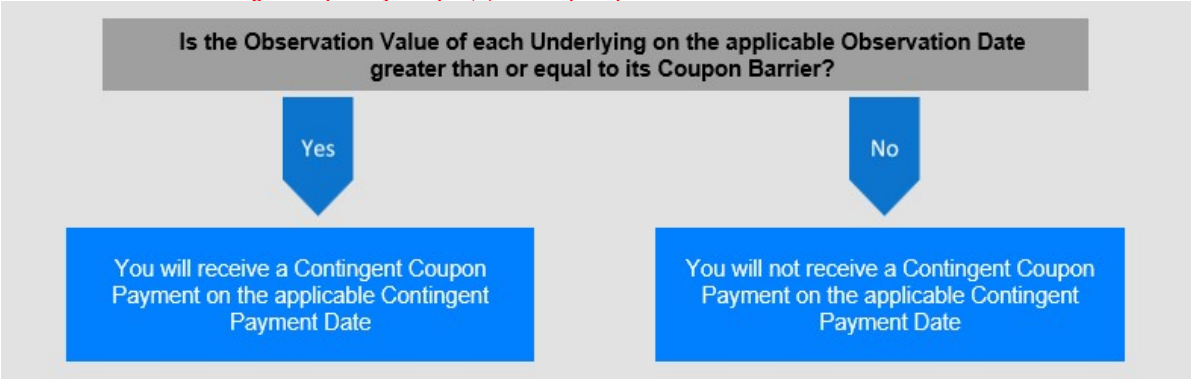 Is the Observation Value of each Underlying on the applicable Observation Date
greater than or equal to its Coupon Barrier?
Yes
No
You will receive a Contingent Coupon
Payment on the applicable Contingent
Payment Date
You will not receive a Contingent Coupon
Payment on the applicable Contingent
Payment Date